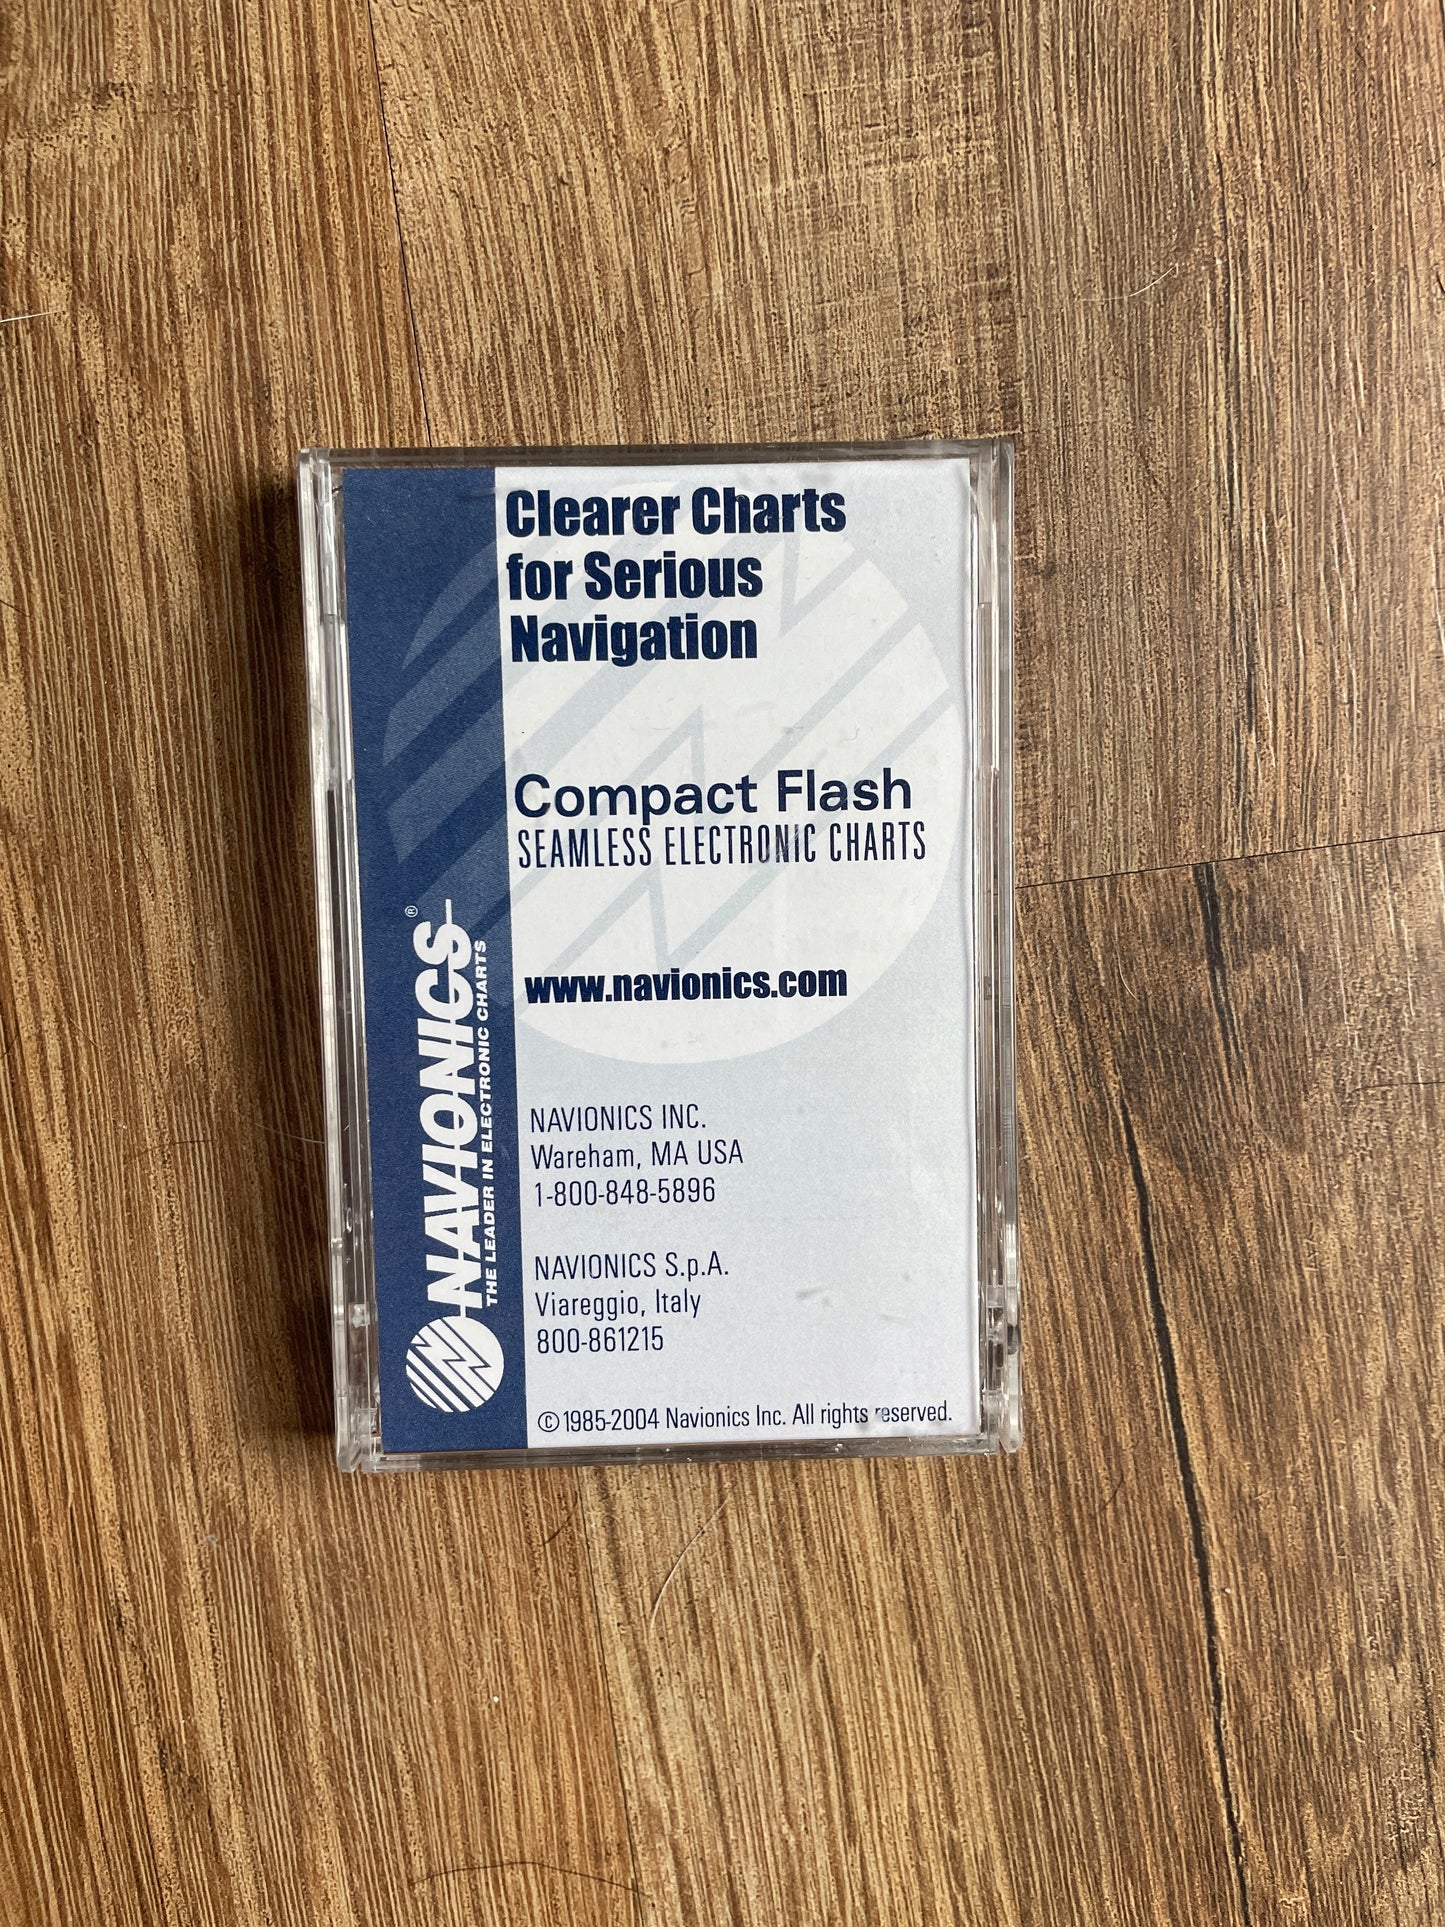 Clearer Charts
for Serious
Navigation
Compact Flash
SEAMLESS ELECTRONIC CHARTS
www.navionics.com
NAVIONICS®
THE LEADER IN ELECTRONIC CHARTS
NAVIONICS INC.
Wareham, MA USA
1-800-848-5896
NAVIONICS S.p.A.
Viareggio, Italy
800-861215
© 1985-2004 Navionics Inc. All rights reserved.